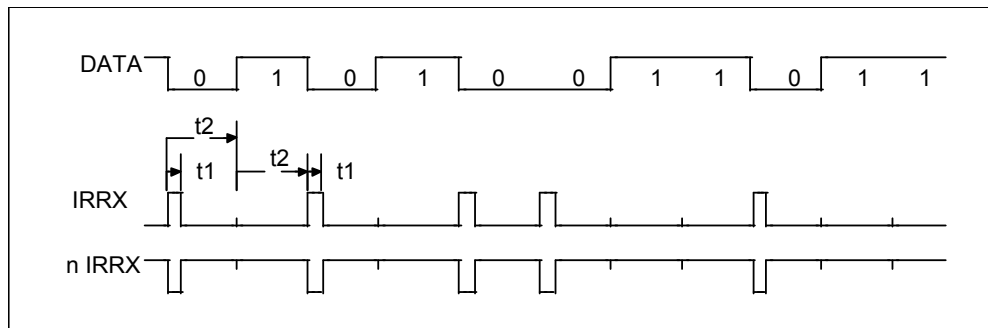 DATA 0 1 0 1 0 0 1 1 0 1 1
t2
t2
t1 t1
IRRX
n IRRX